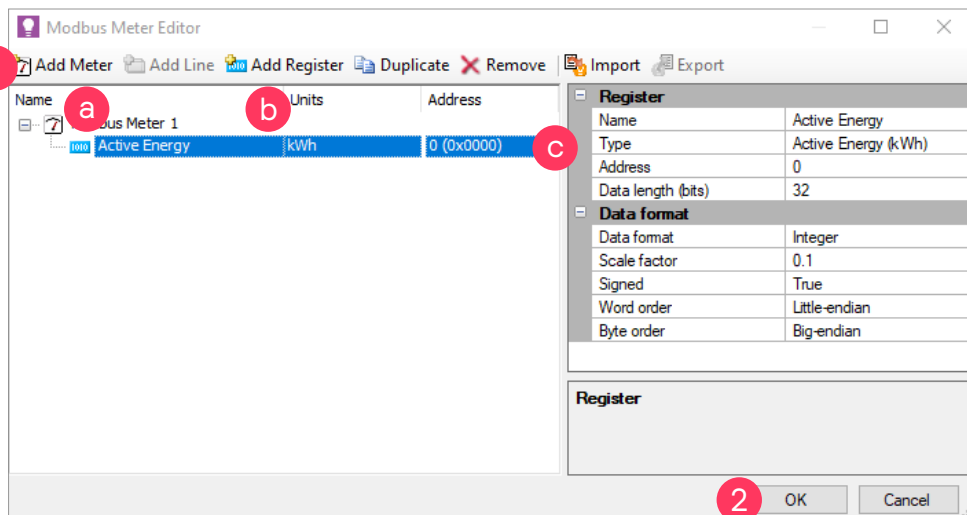 Modbus Meter Editor
Add Meter Add Line Add Register Duplicate Remove Import Export
Name Units Address
a
b
bus Meter 1
Active Energy kWh 0 (0x0000)
c
Register
Name Active Energy
Type Active Energy (kWh)
Address 0
Data length (bits) 32
Data format
Data format Integer
Scale factor 0.1
Signed True
Word order Little-endian
Byte order Big-endian
Register
2 OK Cancel